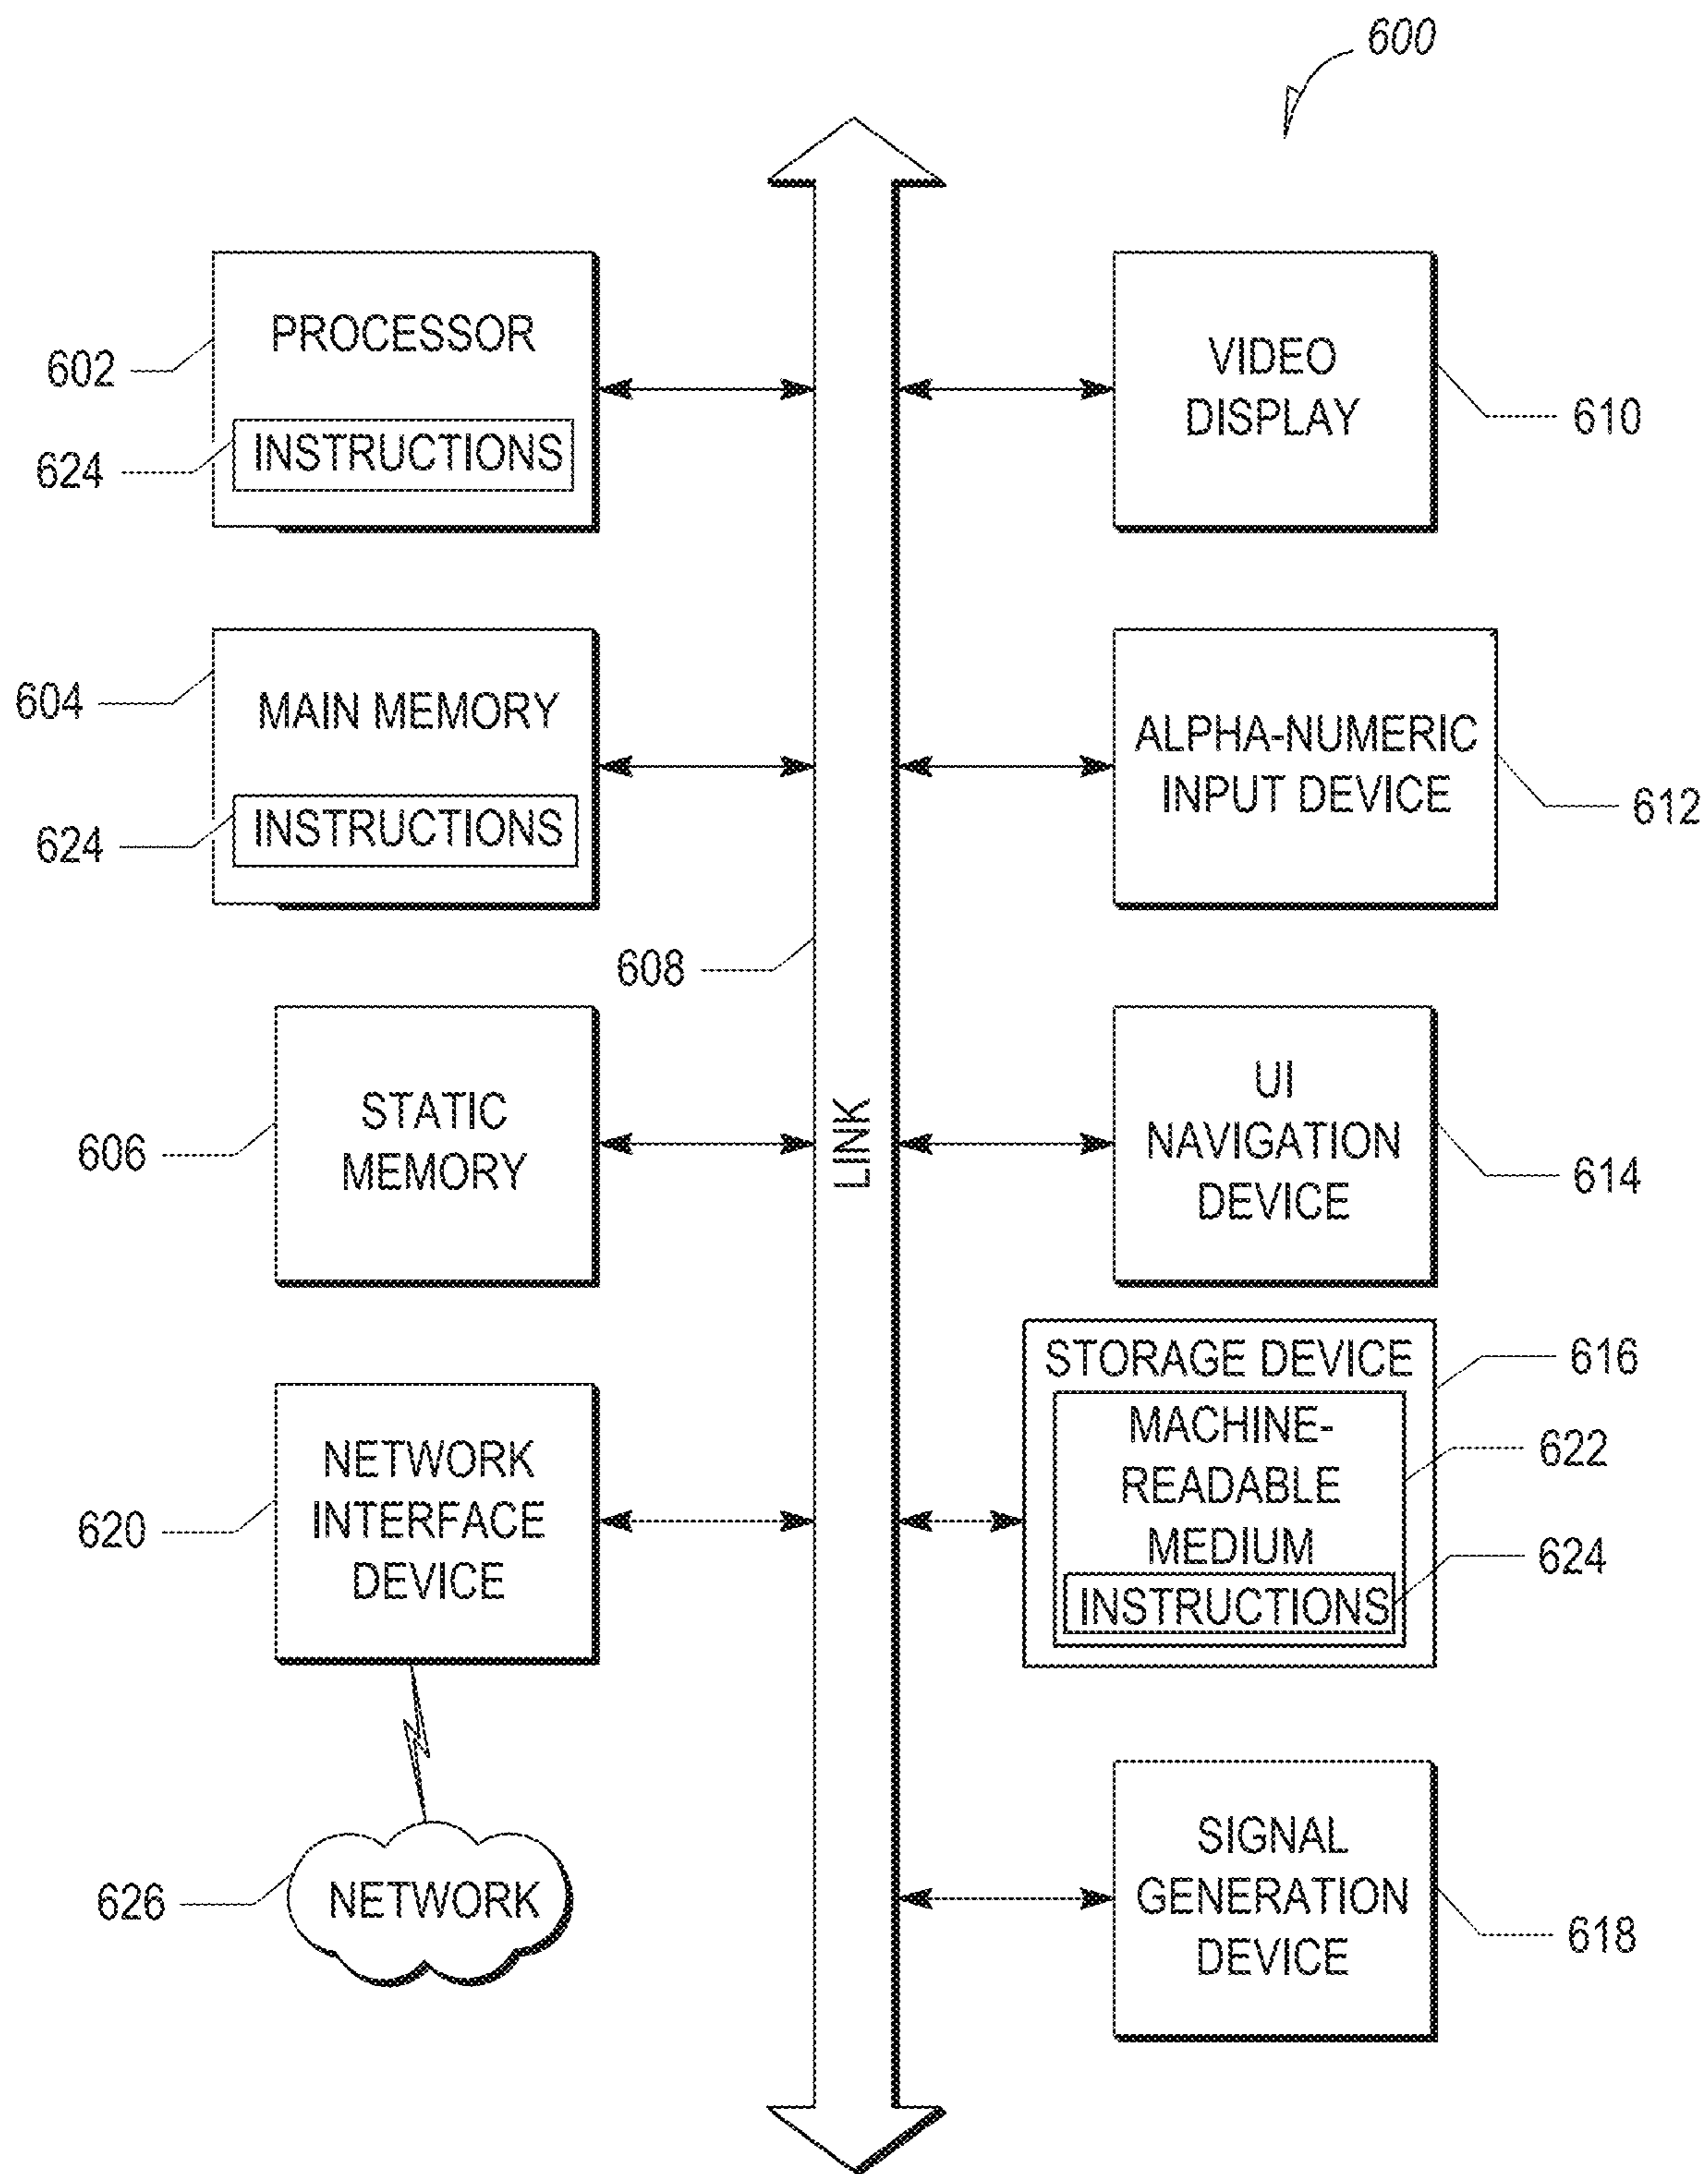 600
PROCESSOR
602
INSTRUCTIONS
624
VIDEO
DISPLAY
610
MAIN MEMORY
604
INSTRUCTIONS
624
ALPHA-NUMERIC
INPUT DEVICE
612
608
LINK
STATIC
MEMORY
606
UI
NAVIGATION
DEVICE
614
NETWORK
INTERFACE
DEVICE
620
STORAGE DEVICE
616
MACHINE-
READABLE
MEDIUM
622
INSTRUCTIONS
624
NETWORK
626
SIGNAL
GENERATION
DEVICE
618